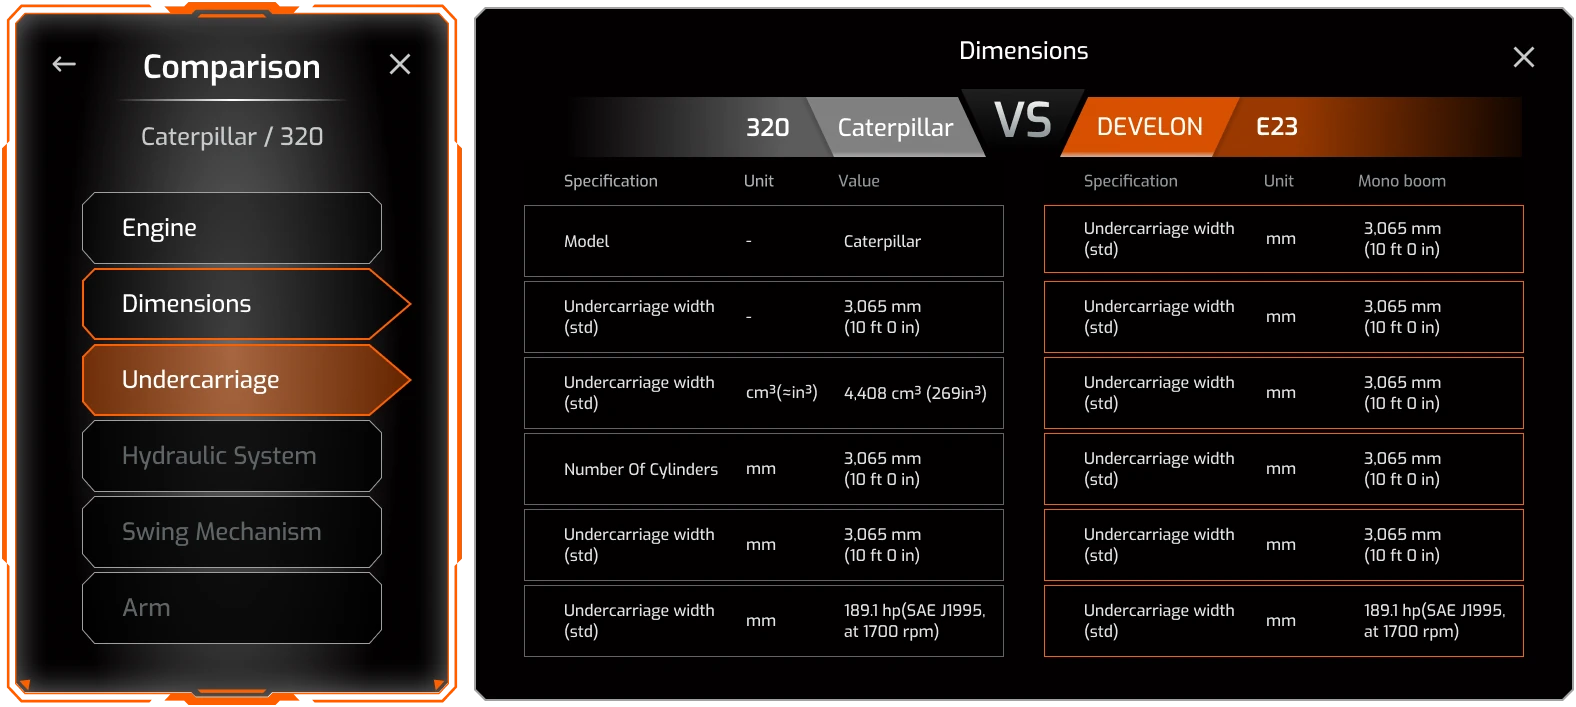 Comparison
Caterpillar / 320
Engine
Dimensions
Undercarriage
Hydraulic System
Swing Mechanism
Arm
Dimensions
320 Caterpillar VS DEVELON E23
Specification Unit Value
Model - Caterpillar
Undercarriage width
(std)
-
3,065 mm
(10 ft 0 in)
Undercarriage width
(std)
cm³(≈in³)
4,408 cm³ (269in³)
Number Of Cylinders
mm
3,065 mm
(10 ft 0 in)
Undercarriage width
(std)
mm
3,065 mm
(10 ft 0 in)
Undercarriage width
(std)
mm
189.1 hp(SAE J1995,
at 1700 rpm)
Specification Unit Mono boom
Undercarriage width
(std)
mm
3,065 mm
(10 ft 0 in)
Undercarriage width
(std)
mm
3,065 mm
(10 ft 0 in)
Undercarriage width
(std)
mm
3,065 mm
(10 ft 0 in)
Undercarriage width
(std)
mm
3,065 mm
(10 ft 0 in)
Undercarriage width
(std)
mm
3,065 mm
(10 ft 0 in)
Undercarriage width
(std)
mm
189.1 hp(SAE J1995,
at 1700 rpm)